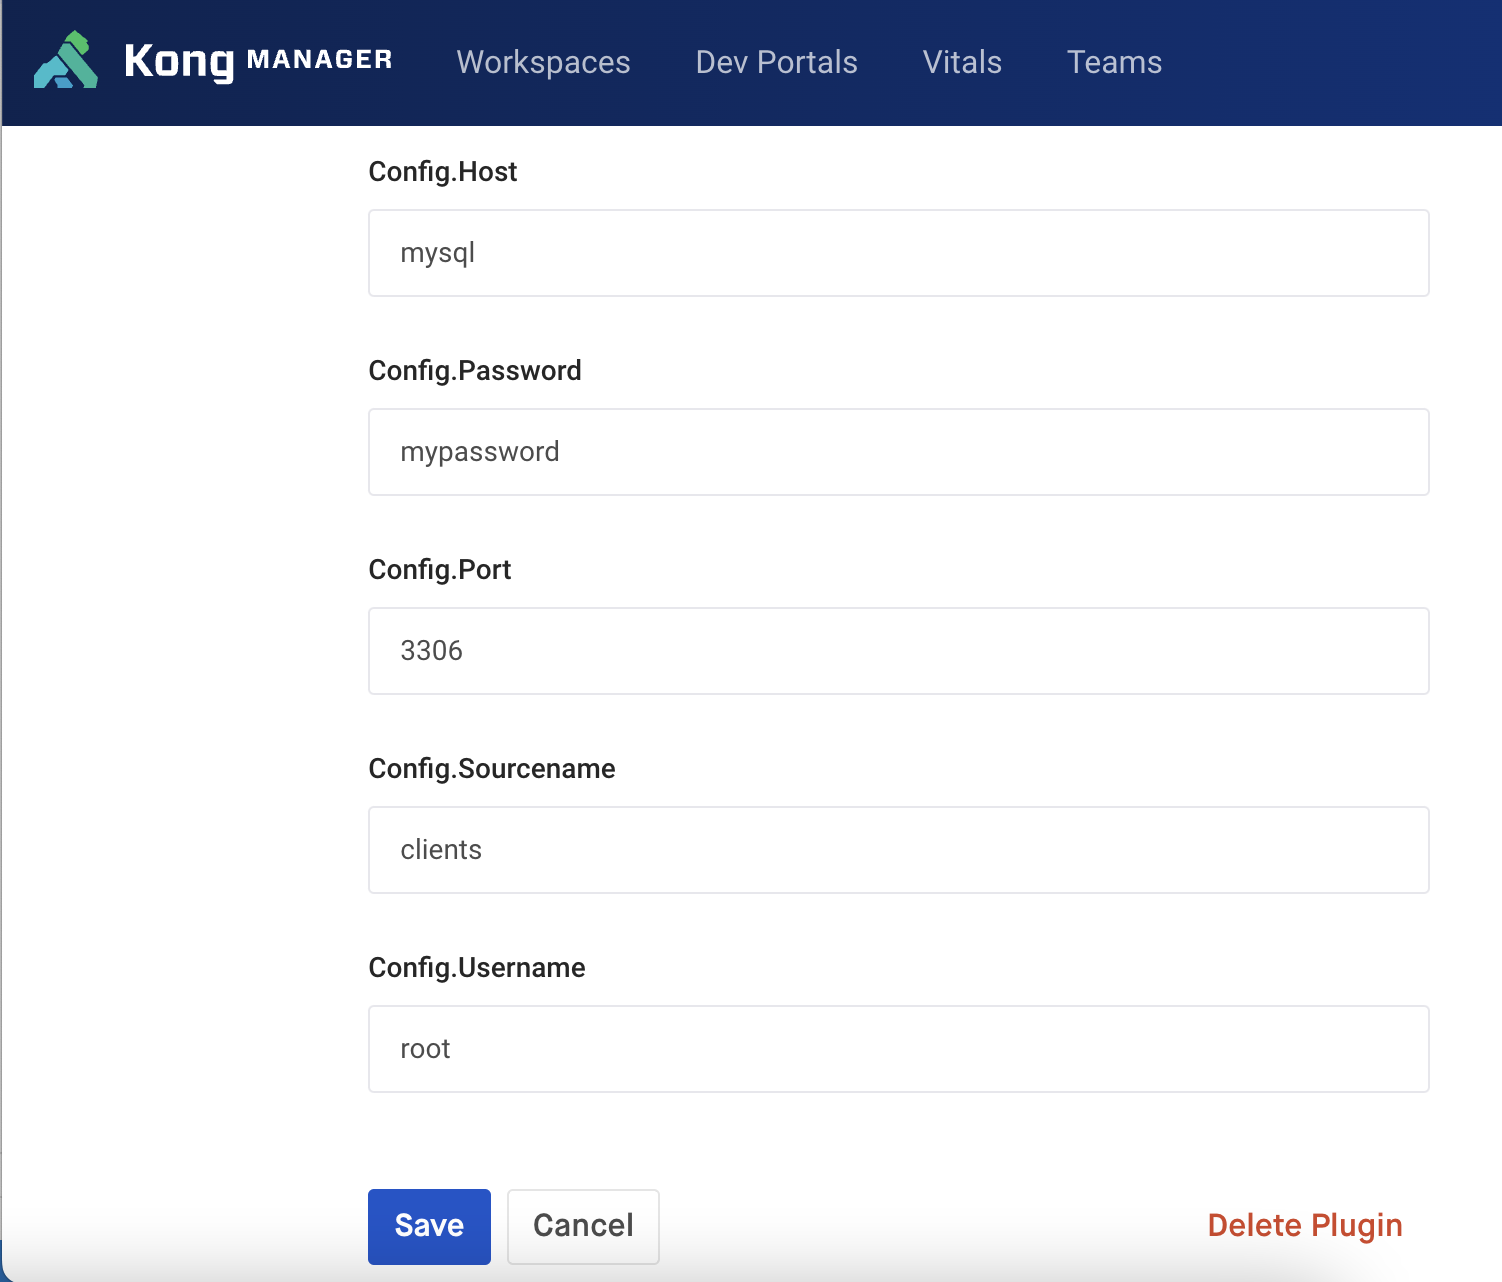 Kong MANAGER Workspaces Dev Portals Vitals Teams
Config.Host
mysql
Config.Password
mypassword
Config.Port
3306
Config.Sourcename
clients
Config.Username
root
Save Cancel Delete Plugin